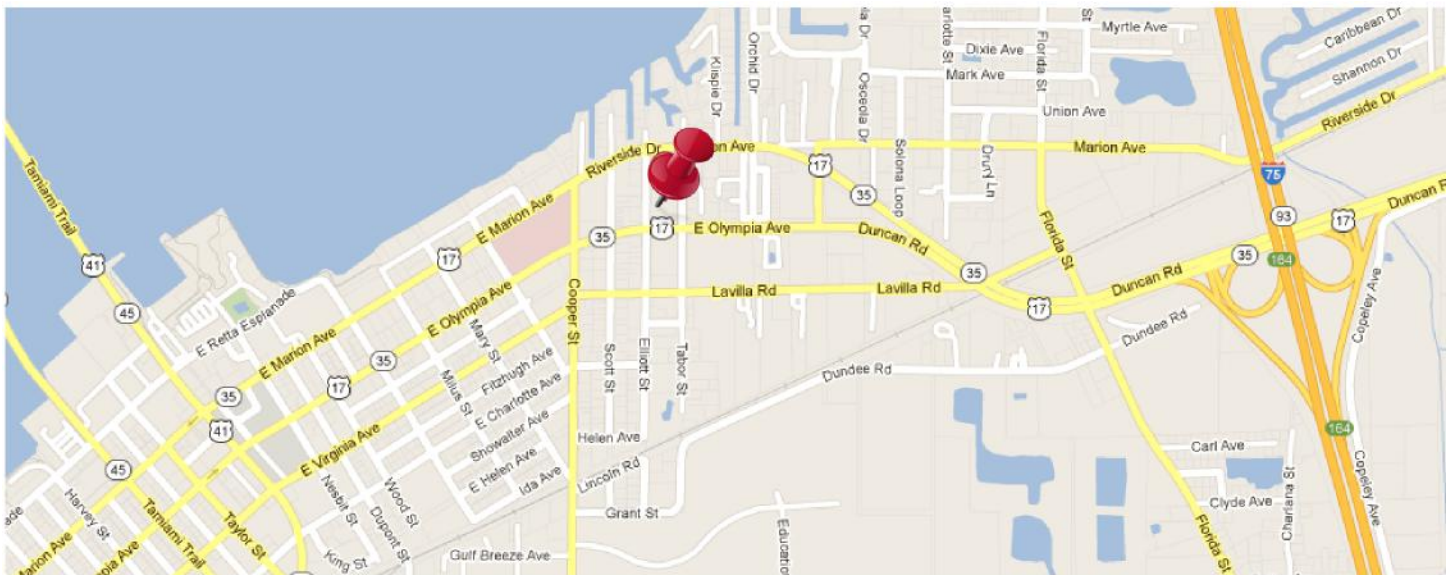 Myrtle Ave
Caribbean Dr
Dixie Ave
Shannon Dr
Mark Ave
Klispie Dr
Orchid Dr
Osceola Dr
Florida St
Union Ave
Riverside Dr
Riverside Dr
Marion Ave
17
Solona Loop
Drury Ln
75
Tamiami Trail
E Marion Ave
35
93
17
Duncan Rd
17
35
17
E Olympia Ave
Duncan Rd
Florida St
35
41
164
35
Duncan Rd
Copeley Ave
45
E Retta Esplanade
E Olympia Ave
Cooper St
Lavilla Rd
Lavilla Rd
17
Dundee Rd
E Marion Ave
35
Mary St
Milus St
Fitzhugh Ave
Scott St
Elliott St
Tabor St
Dundee Rd
17
35
E Charlotte Ave
41
E Virginia Ave
Showalter Ave
Helen Ave
164
45
E Helen Ave
Lincoln Rd
Carl Ave
Ida Ave
Harvey St
Nesbit St
Wood St
Dupont St
Grant St
Clyde Ave
Charlana St
Copeley Ave
Tamiami Trail
Taylor St
Florida St
Marion Ave
King St
Gulf Breeze Ave
Education